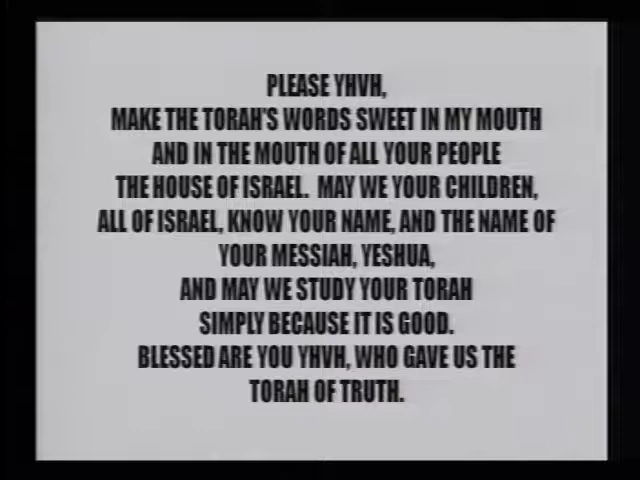 PLEASE YHVH,
MAKE THE TORAH'S WORDS SWEET IN MY MOUTH
AND IN THE MOUTH OF ALL YOUR PEOPLE
THE HOUSE OF ISRAEL. MAY WE YOUR CHILDREN,
ALL OF ISRAEL, KNOW YOUR NAME, AND THE NAME OF
YOUR MESSIAH, YESHUA,
AND MAY WE STUDY YOUR TORAH
SIMPLY BECAUSE IT IS GOOD.
BLESSED ARE YOU YHVH, WHO GAVE US THE
TORAH OF TRUTH.